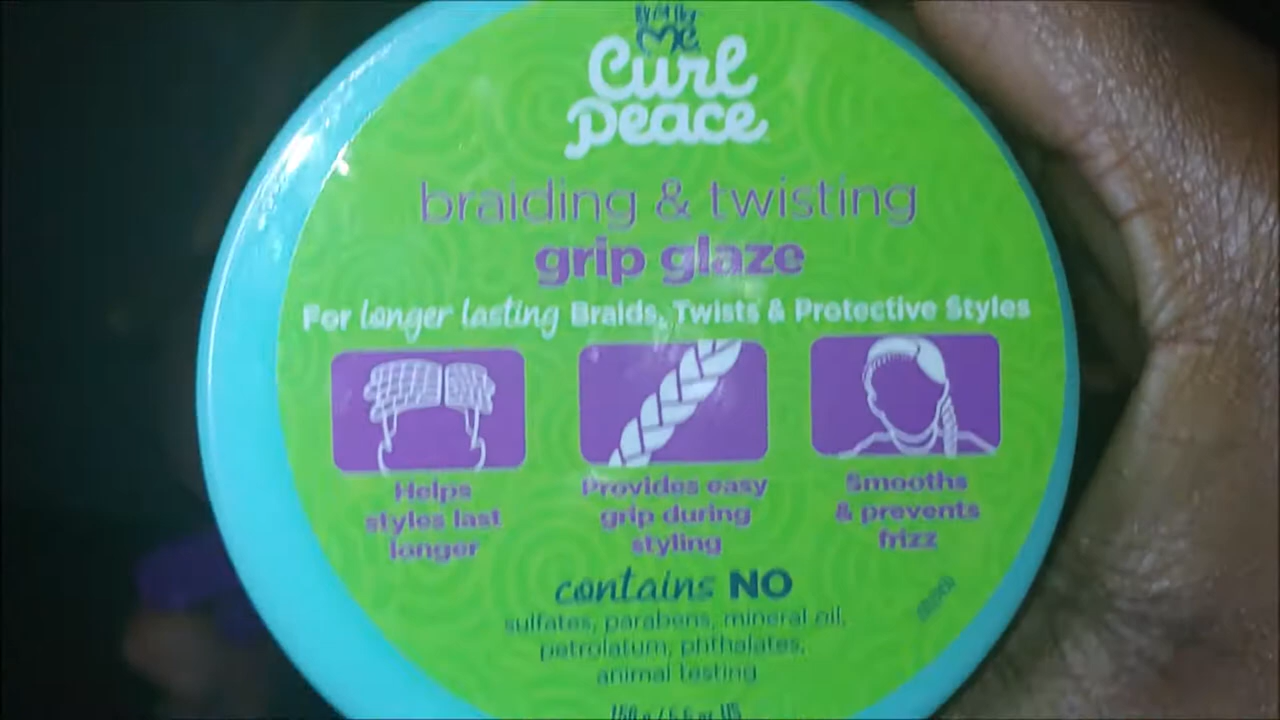 Me
Curl
Peace
braiding & twisting
grip glaze
For longer lasting Braids, Twists & Protective Styles
Helps
styles last
longer
Provides easy
grip during
styling
Smooths
& prevents
frizz
contains NO
sulfates, parabens, mineral oil,
petrolatum, phthalates,
animal testing